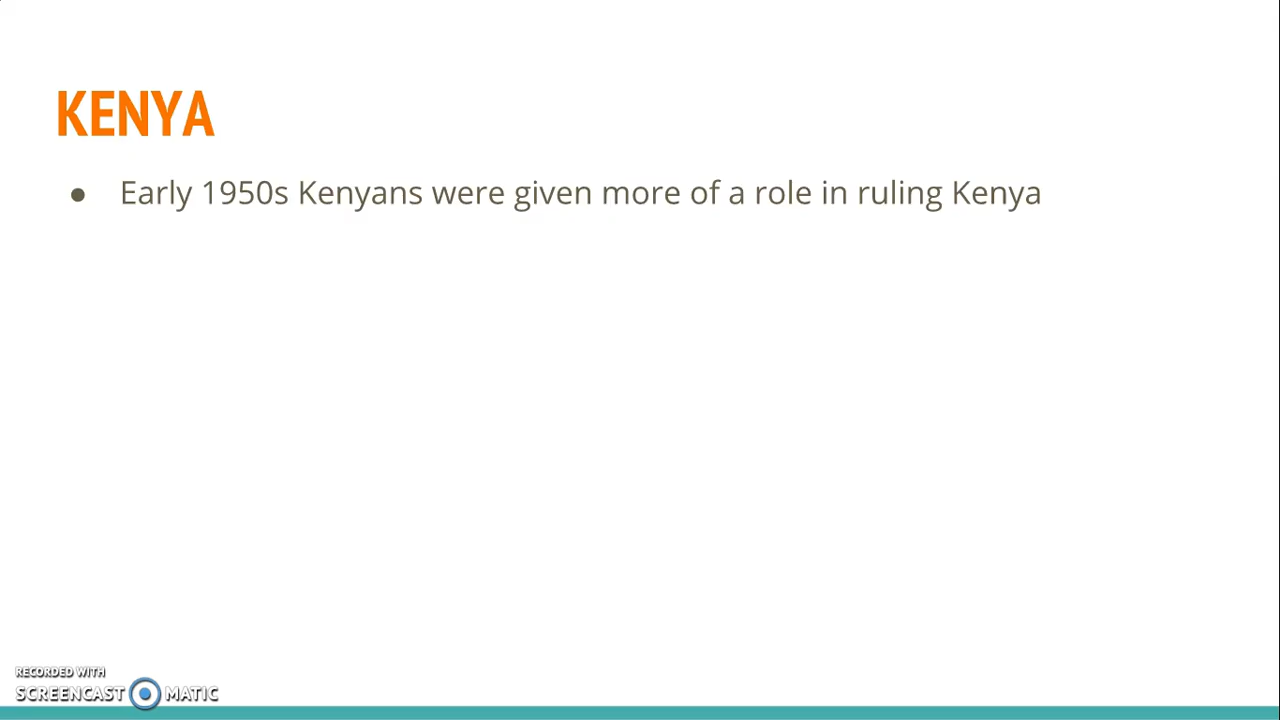 KENYA
● Early 1950s Kenyans were given more of a role in ruling Kenya
RECORDED WITH
SCREENCAST MATIC